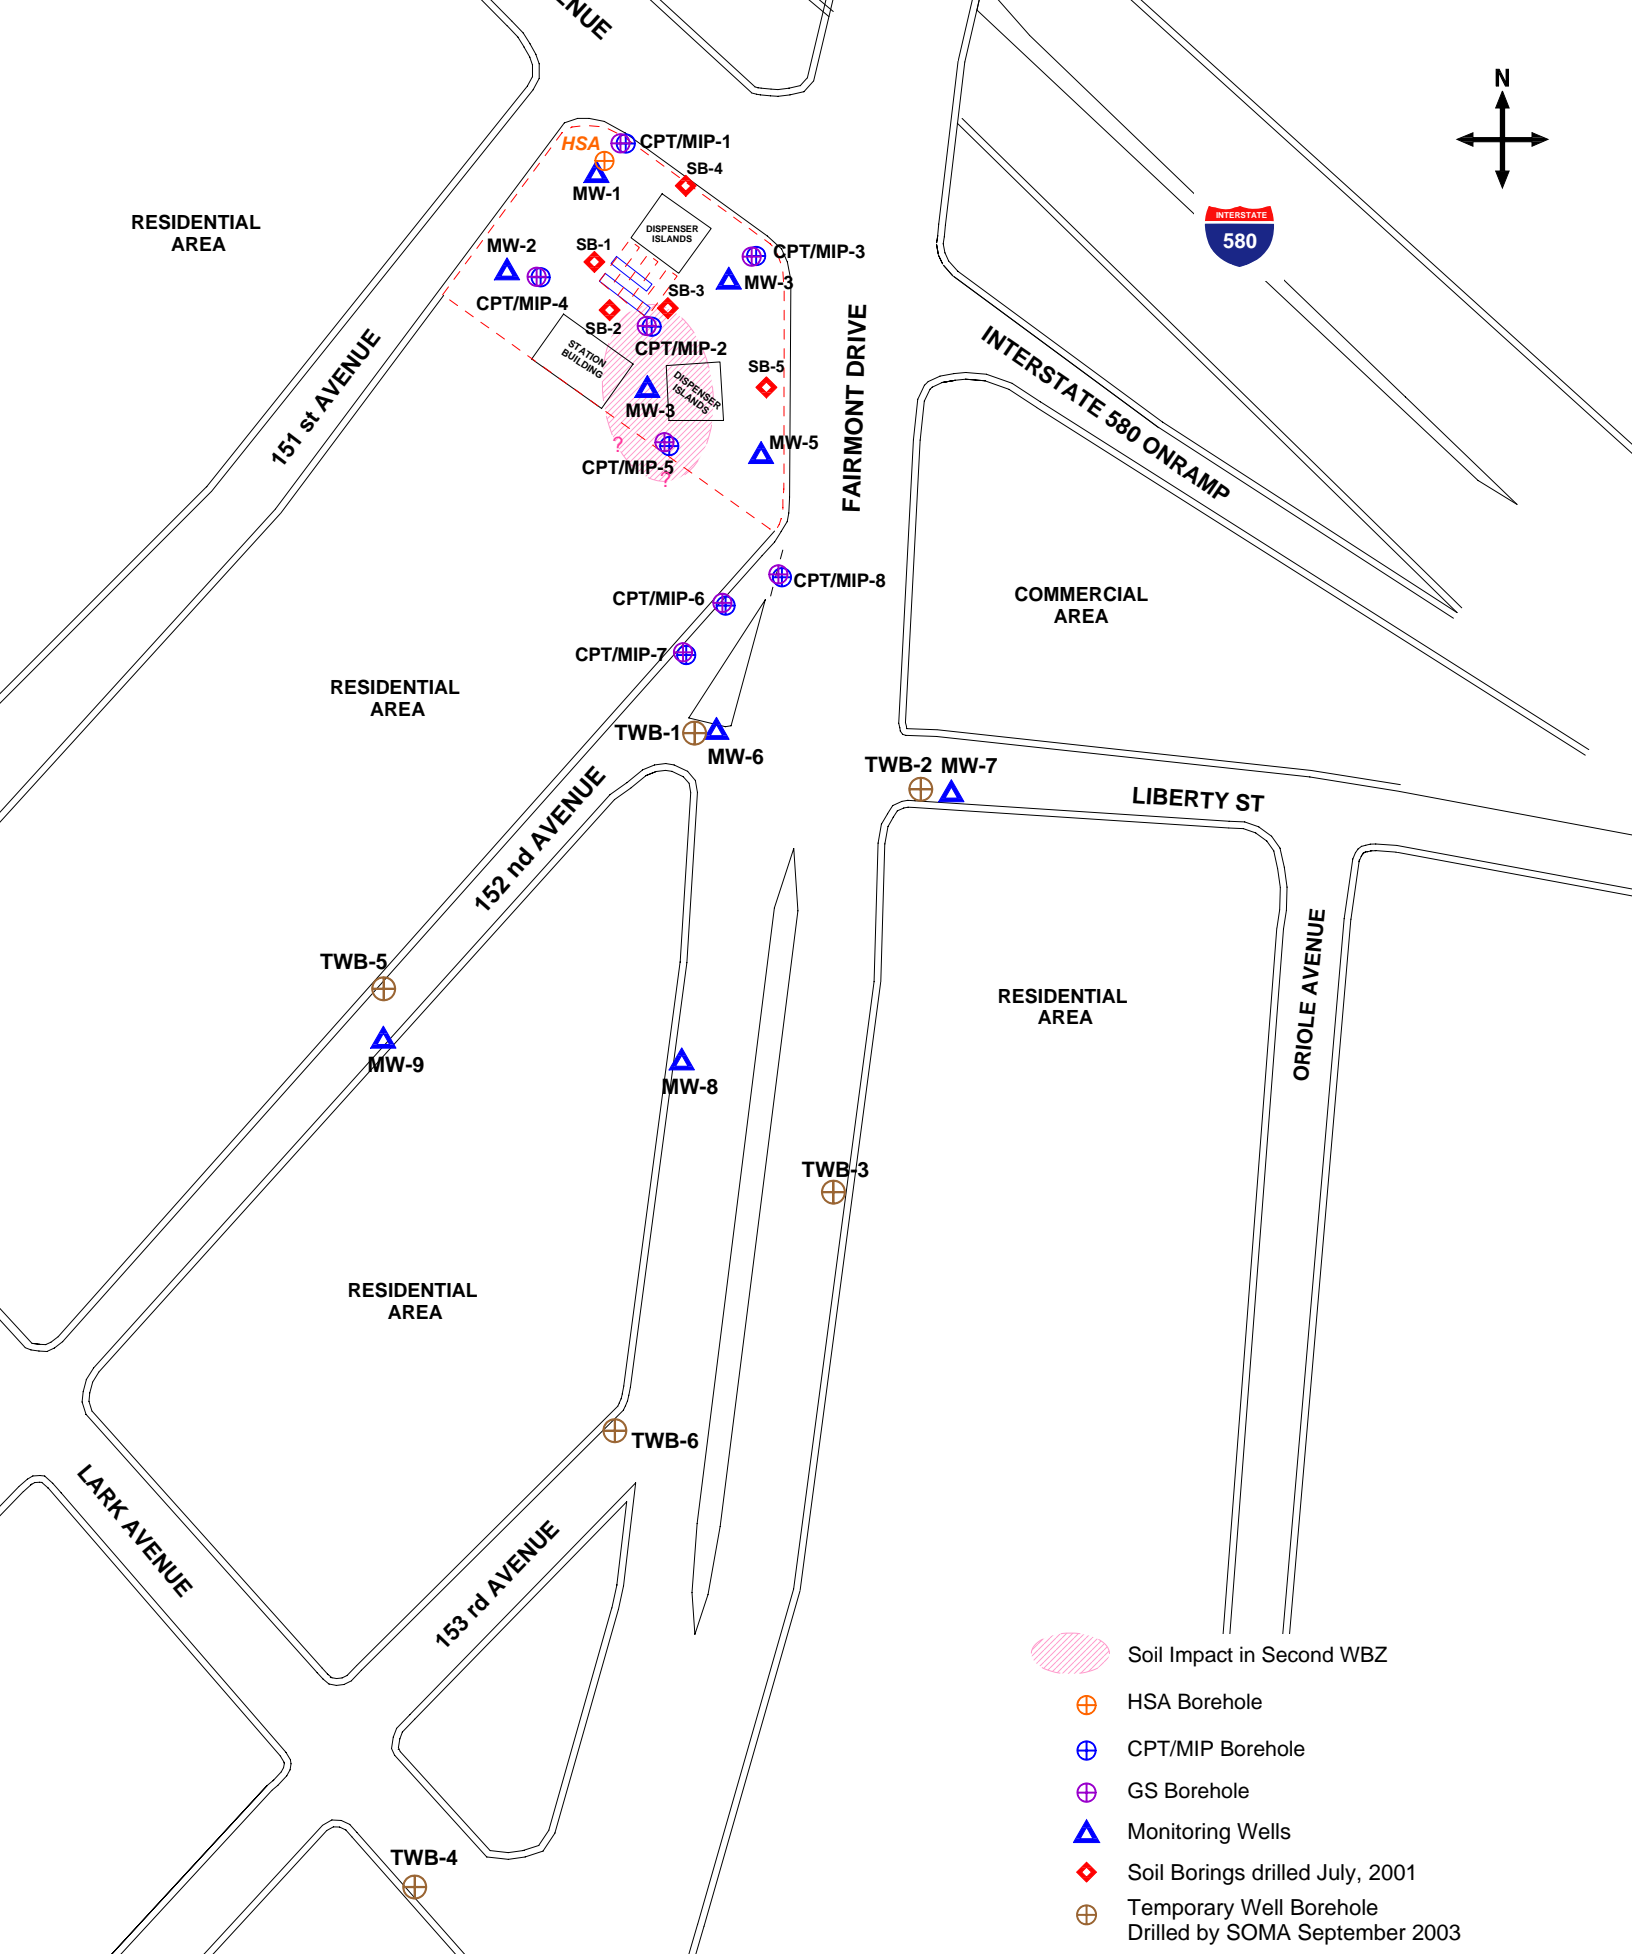 ENUE
N
HSA
CPT/MIP-1
SB-4
MW-1
RESIDENTIAL
AREA
INTERSTATE
580
DISPENSER
ISLANDS
MW-2
SB-1
CPT/MIP-3
MW-3
CPT/MIP-4
SB-3
SB-2
CPT/MIP-2
STATION
BUILDING
SB-5
DISPENSER
ISLANDS
MW-3
?
MW-5
CPT/MIP-5
?
151 st AVENUE
FAIRMONT DRIVE
INTERSTATE 580 ONRAMP
CPT/MIP-8
CPT/MIP-6
COMMERCIAL
AREA
CPT/MIP-7
RESIDENTIAL
AREA
TWB-1
MW-6
TWB-2
MW-7
LIBERTY ST
152 nd AVENUE
TWB-5
MW-9
MW-8
RESIDENTIAL
AREA
ORIOLE AVENUE
TWB-3
RESIDENTIAL
AREA
TWB-6
LARK AVENUE
153 rd AVENUE
TWB-4
Soil Impact in Second WBZ
HSA Borehole
CPT/MIP Borehole
GS Borehole
Monitoring Wells
Soil Borings drilled July, 2001
Temporary Well Borehole
Drilled by SOMA September 2003